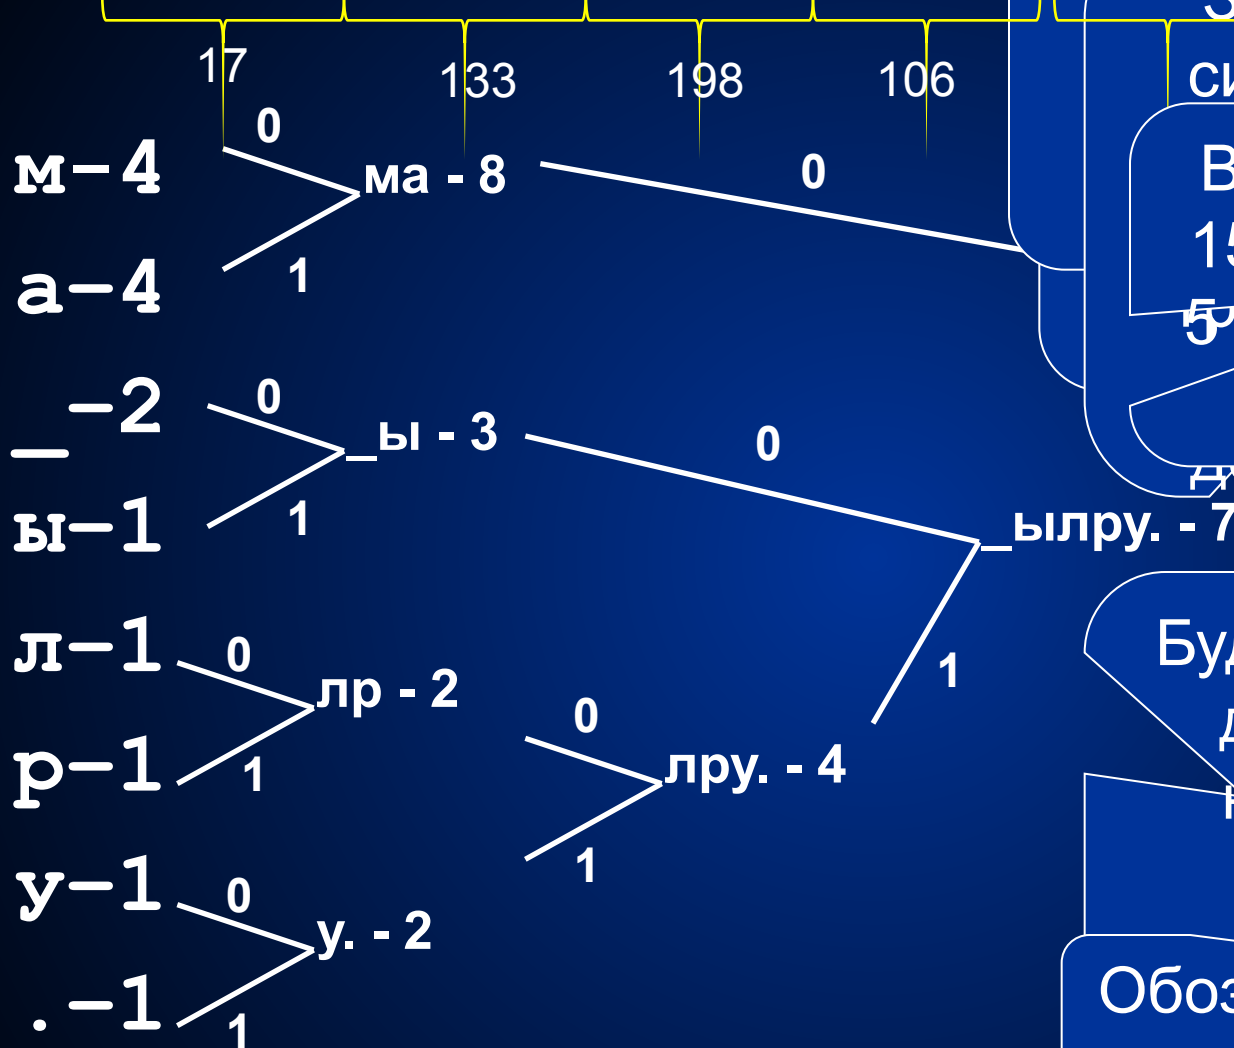 17 133 198 106
0
м-4 ма - 8 0
а-4 1
_-2 0
_ы - 3 0
ы-1 1
_ылру. - 7
л-1 0
лр - 2 1
0
р-1 1
лру. - 4
1
у-1 0
у. - 2
.-1 1
си
В
15
5
Обоз